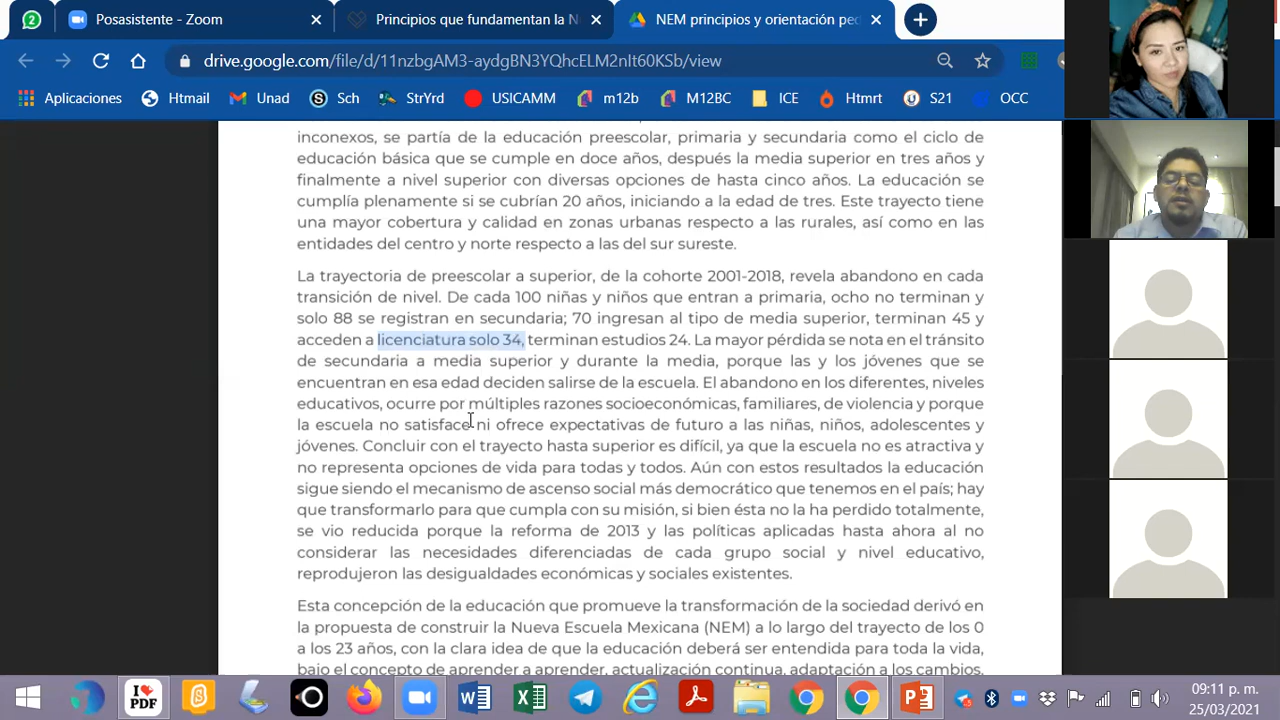 2
Posasistente - Zoom
Principios que fundamentan la N
NEM principios y orientación pec
drive.google.com/file/d/11nzbgAM3-aydgBN3YQhcELM2nIt60KSb/view
Aplicaciones
Htmail
Unad
Sch
StrYrd
USICAMM
m12b
M12BC
ICE
Htmrt
S21
OCC
inconexos, se partía de la educación preescolar, primaria y secundaria como el ciclo de
educación básica que se cumple en doce años, después la media superior en tres años y
finalmente a nivel superior con diversas opciones de hasta cinco años. La educación se
cumplía plenamente si se cubrían 20 años, iniciando a la edad de tres. Este trayecto tiene
una mayor cobertura y calidad en zonas urbanas respecto a las rurales, así como en las
entidades del centro y norte respecto a las del sur sureste.
La trayectoria de preescolar a superior, de la cohorte 2001-2018, revela abandono en cada
transición de nivel. De cada 100 niñas y niños que entran a primaria, ocho no terminan y
solo 88 se registran en secundaria; 70 ingresan al tipo de media superior, terminan 45 y
acceden a licenciatura solo 34, terminan estudios 24. La mayor pérdida se nota en el tránsito
de secundaria a media superior y durante la media, porque las y los jóvenes que se
encuentran en esa edad deciden salirse de la escuela. El abandono en los diferentes, niveles
educativos, ocurre por múltiples razones socioeconómicas, familiares, de violencia y porque
la escuela no satisface ni ofrece expectativas de futuro a las niñas, niños, adolescentes y
jóvenes. Concluir con el trayecto hasta superior es difícil, ya que la escuela no es atractiva y
no representa opciones de vida para todas y todos. Aún con estos resultados la educación
sigue siendo el mecanismo de ascenso social más democrático que tenemos en el país; hay
que transformarlo para que cumpla con su misión, si bien ésta no la ha perdido totalmente,
se vio reducida porque la reforma de 2013 y las políticas aplicadas hasta ahora al no
considerar las necesidades diferenciadas de cada grupo social y nivel educativo,
reprodujeron las desigualdades económicas y sociales existentes.
Esta concepción de la educación que promueve la transformación de la sociedad derivó en
la propuesta de construir la Nueva Escuela Mexicana (NEM) a lo largo del trayecto de los 0
a los 23 años, con la clara idea de que la educación deberá ser entendida para toda la vida,
bajo el concepto de aprender a aprender, actualización continua, adaptación a los cambios,
I ♥ PDF
09:11 p. m.
25/03/2021